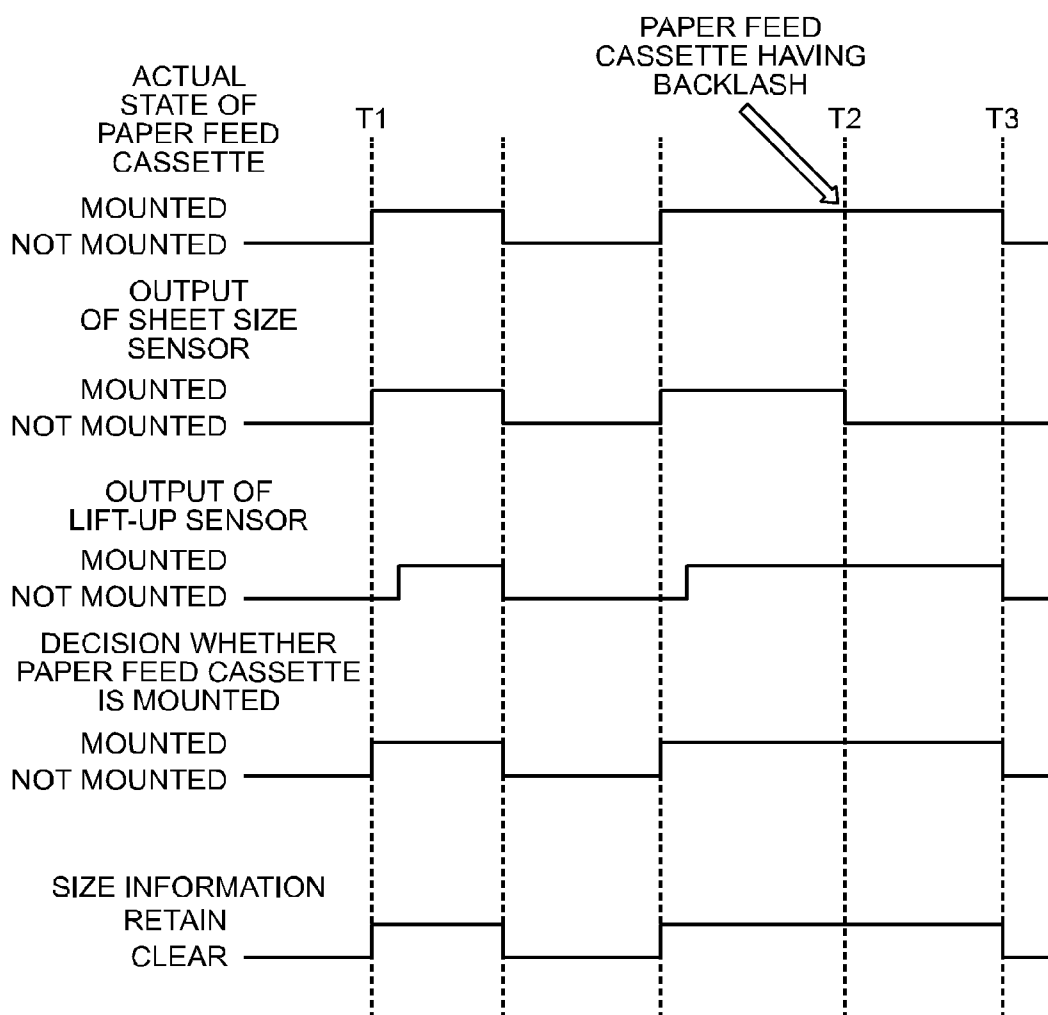 PAPER FEED
CASSETTE HAVING
BACKLASH
ACTUAL
STATE OF
PAPER FEED
CASSETTE
T1
T2
T3
MOUNTED
NOT MOUNTED
OUTPUT
OF SHEET SIZE
SENSOR
MOUNTED
NOT MOUNTED
OUTPUT OF
LIFT-UP SENSOR
MOUNTED
NOT MOUNTED
DECISION WHETHER
PAPER FEED CASSETTE
IS MOUNTED
MOUNTED
NOT MOUNTED
SIZE INFORMATION
RETAIN
CLEAR